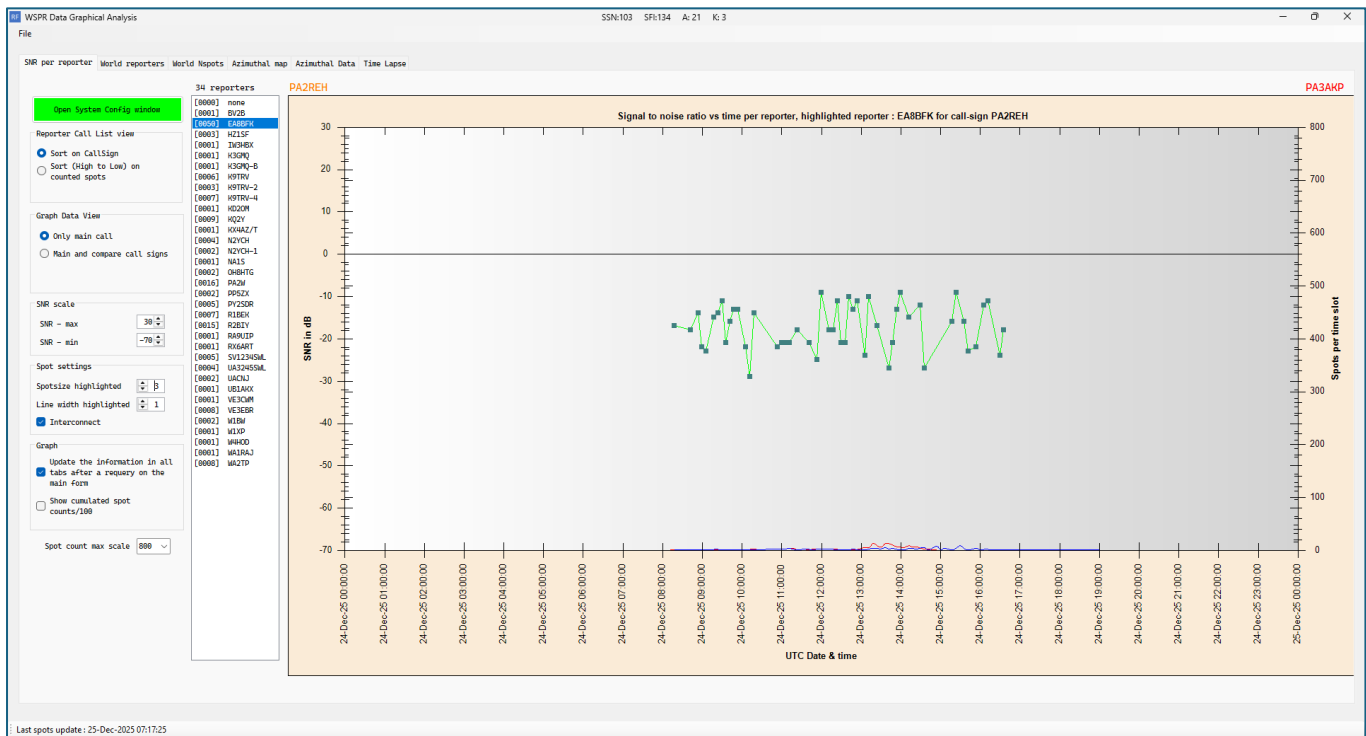 RF WSPR Data Graphical Analysis
SSN:103 SFI:134 A: 21 K: 3
File
SNR per reporter World reporters World Nspots Azimuthal map Azimuthal Data Time Lapse
Open System Config window
Reporter Call List view
Sort on CallSign
Sort (High to Low) on
counted spots
Graph Data View
Only main call
Main and compare call signs
SNR scale
SNR - max 30
SNR - min -70
Spot settings
Spotsize highlighted 3
Line width highlighted 1
Interconnect
Graph
Update the information in all
tabs after a requery on the
main form
Show cumulated spot
counts/100
Spot count max scale 800
34 reporters
[0000] none
[0001] BV2B
[0050] EA8BFK
[0003] HZ1SF
[0001] IW3HBX
[0001] K3GMQ
[0001] K3GMQ-B
[0006] K9TRV
[0003] K9TRV-2
[0007] K9TRV-4
[0001] KD2OM
[0009] KQ2Y
[0001] KX4AZ/T
[0004] N2YCH
[0002] N2YCH-1
[0001] NA1S
[0002] OH8HTG
[0016] PA2W
[0002] PP5ZX
[0005] PY2SDR
[0007] R1BEK
[0015] R2BIY
[0001] RA9UIP
[0001] RX6ART
[0005] SV1234SWL
[0004] UA3245SWL
[0002] UACNJ
[0001] UB1AKX
[0001] VE3CWM
[0008] VE3EBR
[0002] W1BW
[0001] W1XP
[0001] W4HOD
[0001] WA1RAJ
[0008] WA2TP
PA2REH
PA3AKP
Signal to noise ratio vs time per reporter, highlighted reporter : EA8BFK for call-sign PA2REH
30
20
10
0
-10
-20
-30
-40
-50
-60
-70
SNR in dB
800
700
600
500
400
300
200
100
0
Spots per time slot
24-Dec-25 00:00:00
24-Dec-25 01:00:00
24-Dec-25 02:00:00
24-Dec-25 03:00:00
24-Dec-25 04:00:00
24-Dec-25 05:00:00
24-Dec-25 06:00:00
24-Dec-25 07:00:00
24-Dec-25 08:00:00
24-Dec-25 09:00:00
24-Dec-25 10:00:00
24-Dec-25 11:00:00
24-Dec-25 12:00:00
24-Dec-25 13:00:00
24-Dec-25 14:00:00
24-Dec-25 15:00:00
24-Dec-25 16:00:00
24-Dec-25 17:00:00
24-Dec-25 18:00:00
24-Dec-25 19:00:00
24-Dec-25 20:00:00
24-Dec-25 21:00:00
24-Dec-25 22:00:00
24-Dec-25 23:00:00
25-Dec-25 00:00:00
UTC Date & time
Last spots update : 25-Dec-2025 07:17:25